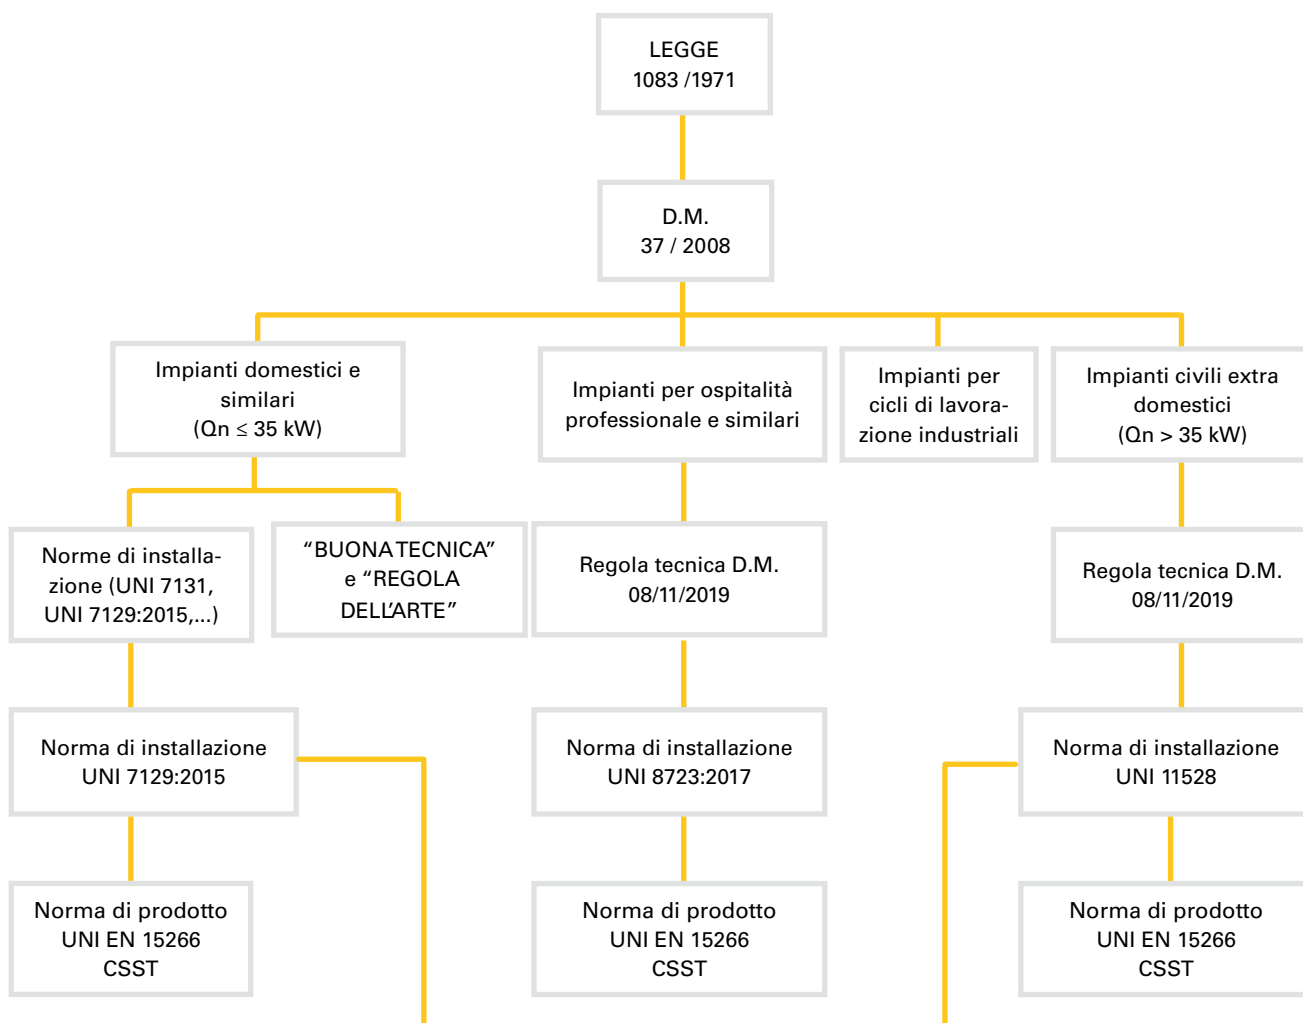 LEGGE
1083 /1971
D.M.
37 / 2008
Impianti domestici e
similari
(Qn ≤ 35 kW)
Impianti per ospitalità
professionale e similari
Impianti per
cicli di lavora-
zione industriali
Impianti civili extra
domestici
(Qn > 35 kW)
Norme di installa-
zione (UNI 7131,
UNI 7129:2015,...)
“BUONA TECNICA”
e “REGOLA
DELL’ARTE”
Regola tecnica D.M.
08/11/2019
Regola tecnica D.M.
08/11/2019
Norma di installazione
UNI 7129:2015
Norma di installazione
UNI 8723:2017
Norma di installazione
UNI 11528
Norma di prodotto
UNI EN 15266
CSST
Norma di prodotto
UNI EN 15266
CSST
Norma di prodotto
UNI EN 15266
CSST